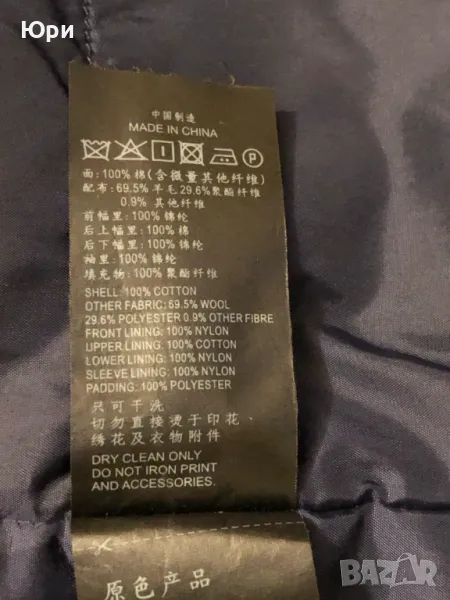 Юри
中国制造
MADE IN CHINA
P
面:100% 棉(含微量其他纤维)
配布:69.5% 羊毛 29.6% 聚酯纤维
0.9% 其他纤维
前幅里:100% 锦纶
后上幅里:100% 棉
后下幅里:100% 锦纶
袖里:100% 锦纶
填充物:100% 聚酯纤维
SHELL: 100% COTTON
OTHER FABRIC: 69.5% WOOL
29.6% POLYESTER 0.9% OTHER FIBRE
FRONT LINING: 100% NYLON
UPPER LINING: 100% COTTON
LOWER LINING: 100% NYLON
SLEEVE LINING: 100% NYLON
PADDING: 100% POLYESTER
只可干洗
切勿直接烫于印花、
绣花及衣物附件
DRY CLEAN ONLY
DO NOT IRON PRINT
AND ACCESSORIES.
原色产品
BAZAR